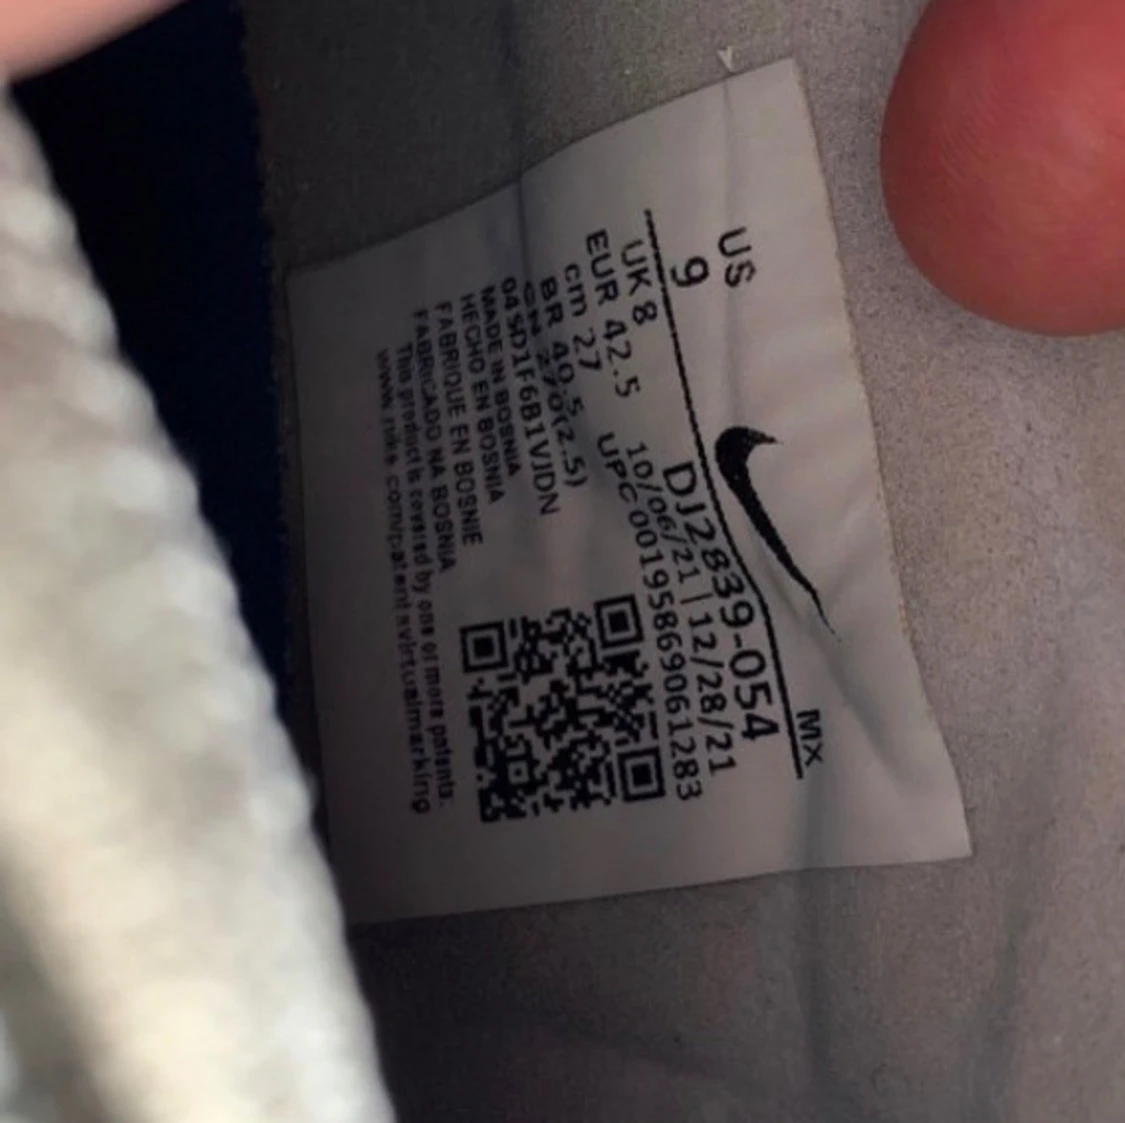 US MX
9
UK 8
EUR 42.5
cm 27
BR 40.5
CN 270(2.5)
DJ2839-054
10/06/21 | 12/28/21
UPC 00195869061283
04SD1F6B1VJDN
MADE IN BOSNIA
HECHO EN BOSNIA
FABRIQUE EN BOSNIE
FABRICADO NA BOSNIA
This product is covered by one or more patents.
www.nike.com/patentvirtualmarking